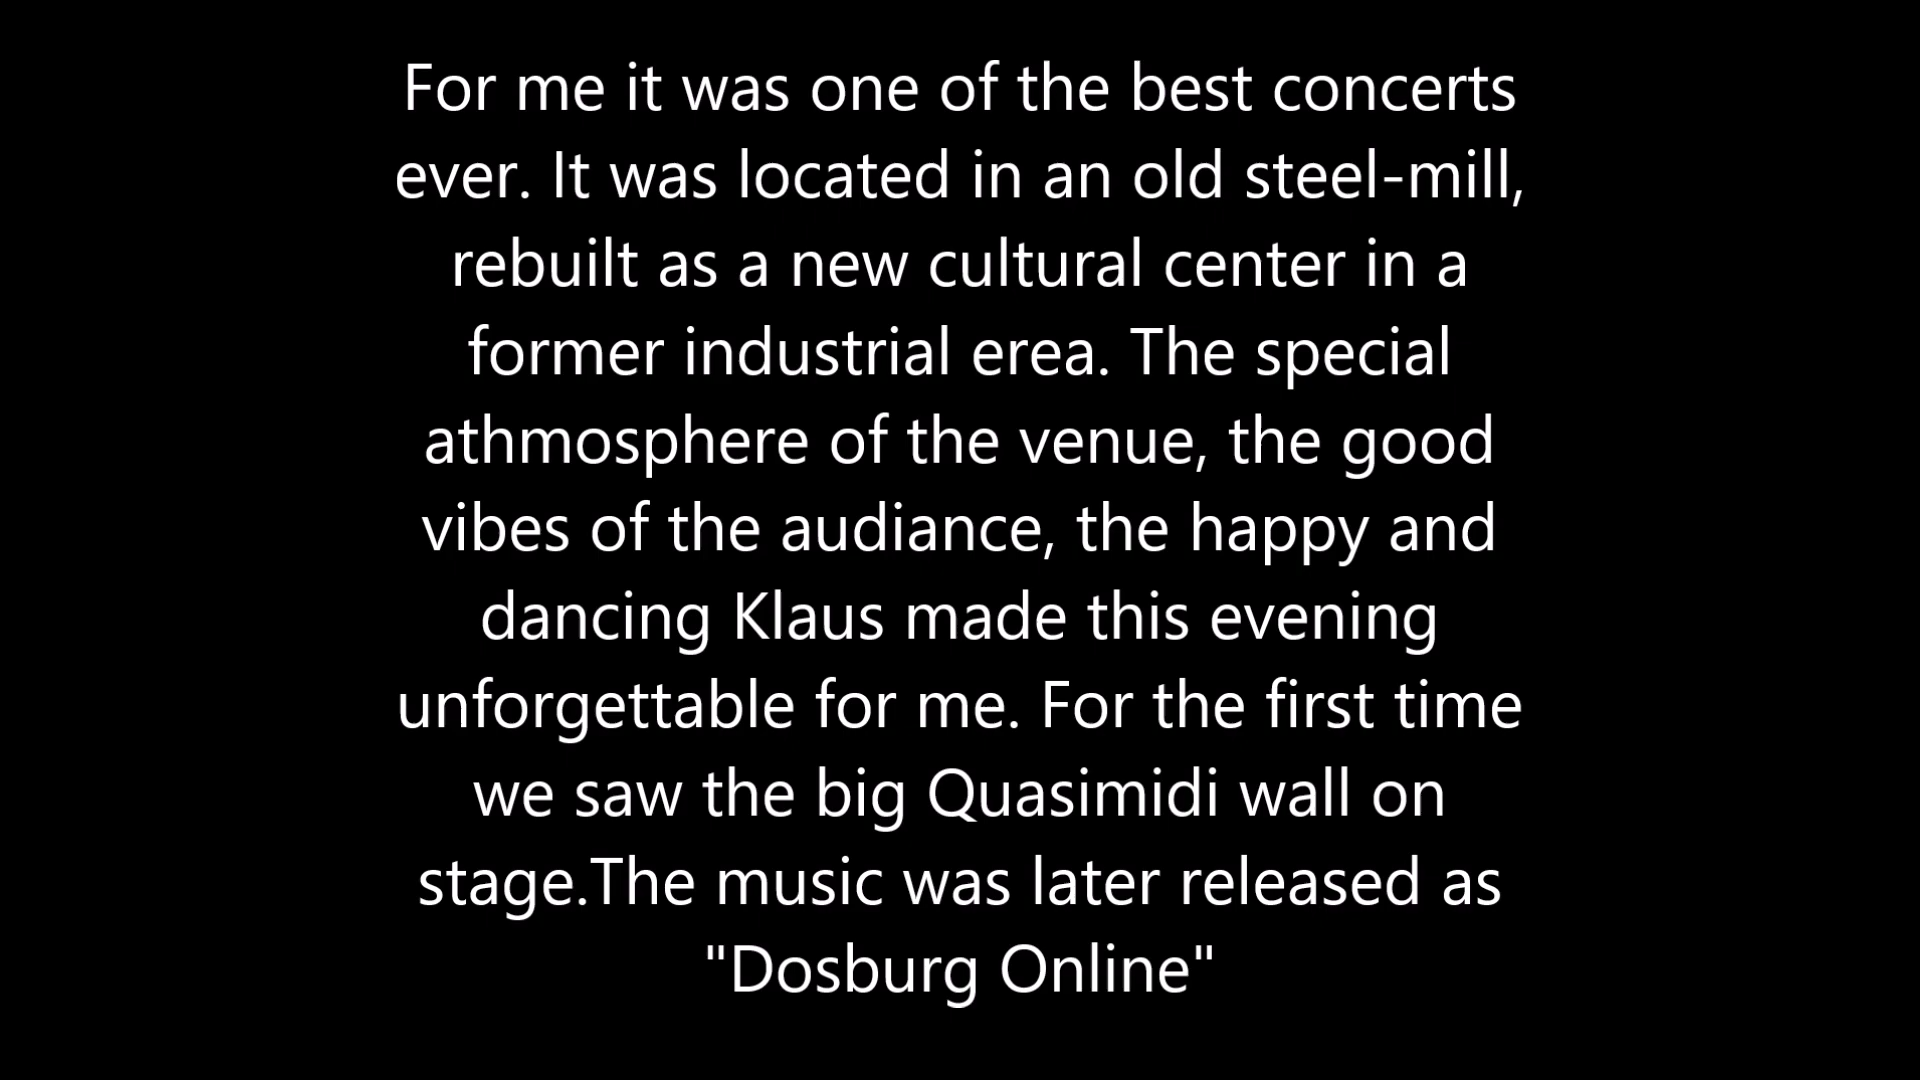 For me it was one of the best concerts
ever. It was located in an old steel-mill,
rebuilt as a new cultural center in a
former industrial erea. The special
athmosphere of the venue, the good
vibes of the audiance, the happy and
dancing Klaus made this evening
unforgettable for me. For the first time
we saw the big Quasimidi wall on
stage.The music was later released as
"Dosburg Online"